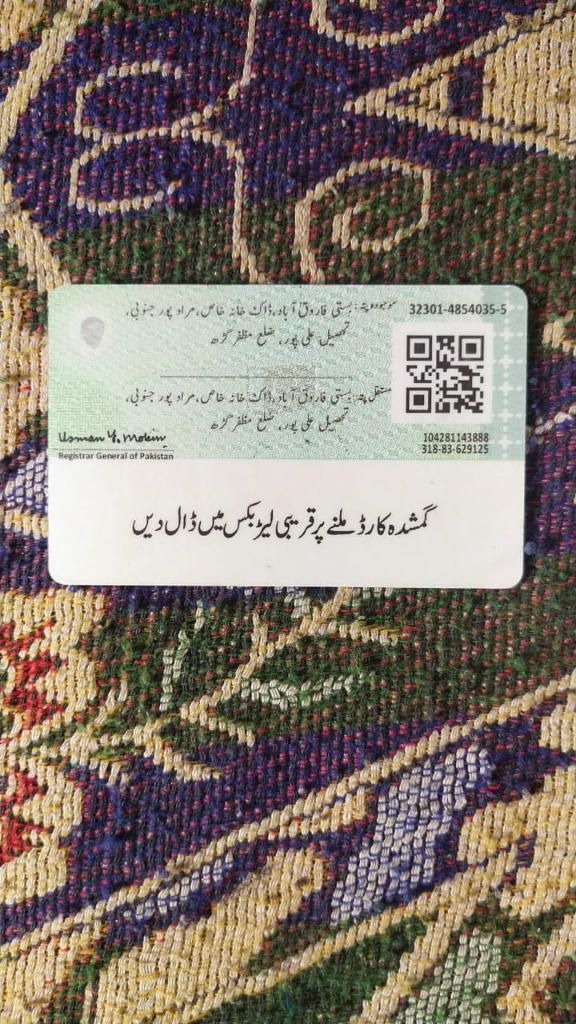 32301-4854035-5
موجودہ پتہ: بستی فاروق آباد، ڈاک خانہ خاص، مراد پور جنوبی،
تحصیل علی پور، ضلع مظفر گڑھ
مستقل پتہ: بستی فاروق آباد، ڈاک خانہ خاص، مراد پور جنوبی،
تحصیل علی پور، ضلع مظفر گڑھ
104281143888
318-83-629125
Usman Y. Mobin
Registrar General of Pakistan
گمشدہ کارڈ ملنے پر قریبی لیٹر بکس میں ڈال دیں